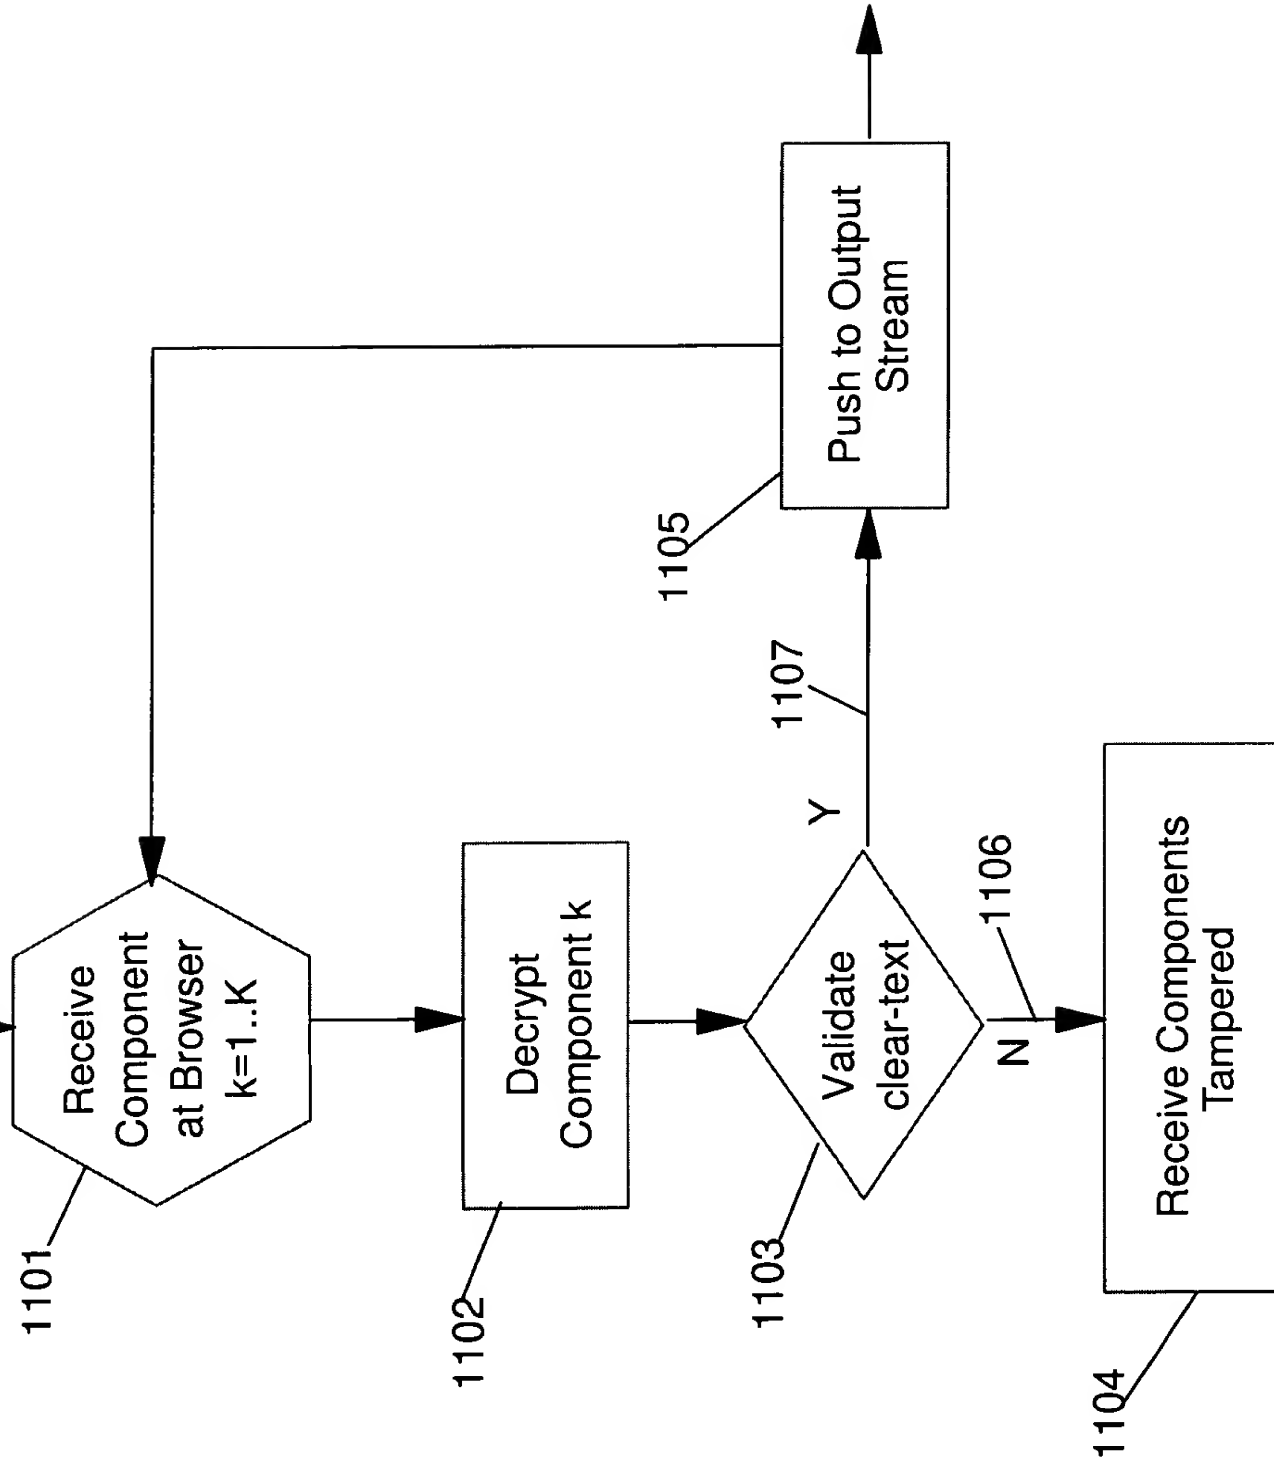 1101
Receive
Component
at Browser
k=1..K
1102
Decrypt
Component k
1103
Validate
clear-text
Y
1107
1105
Push to Output
Stream
N
1106
1104
Receive Components
Tampered